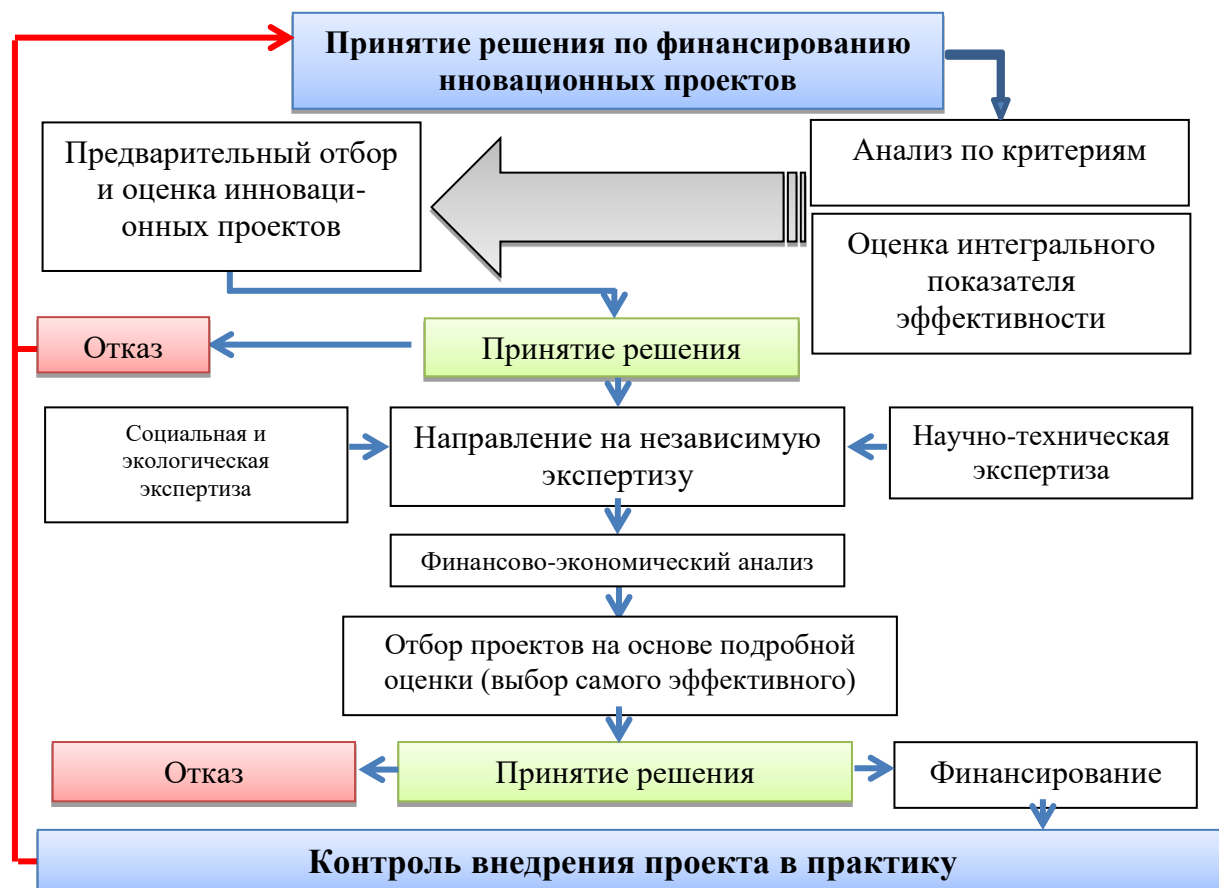 Принятие решения по финансированию
нновационных проектов
Предварительный отбор
и оценка инноваци-
онных проектов
Анализ по критериям
Оценка интегрального
показателя
эффективности
Отказ
Принятие решения
Социальная и
экологическая
экспертиза
Направление на независимую
экспертизу
Научно-техническая
экспертиза
Финансово-экономический анализ
Отбор проектов на основе подробной
оценки (выбор самого эффективного)
Отказ
Принятие решения
Финансирование
Контроль внедрения проекта в практику